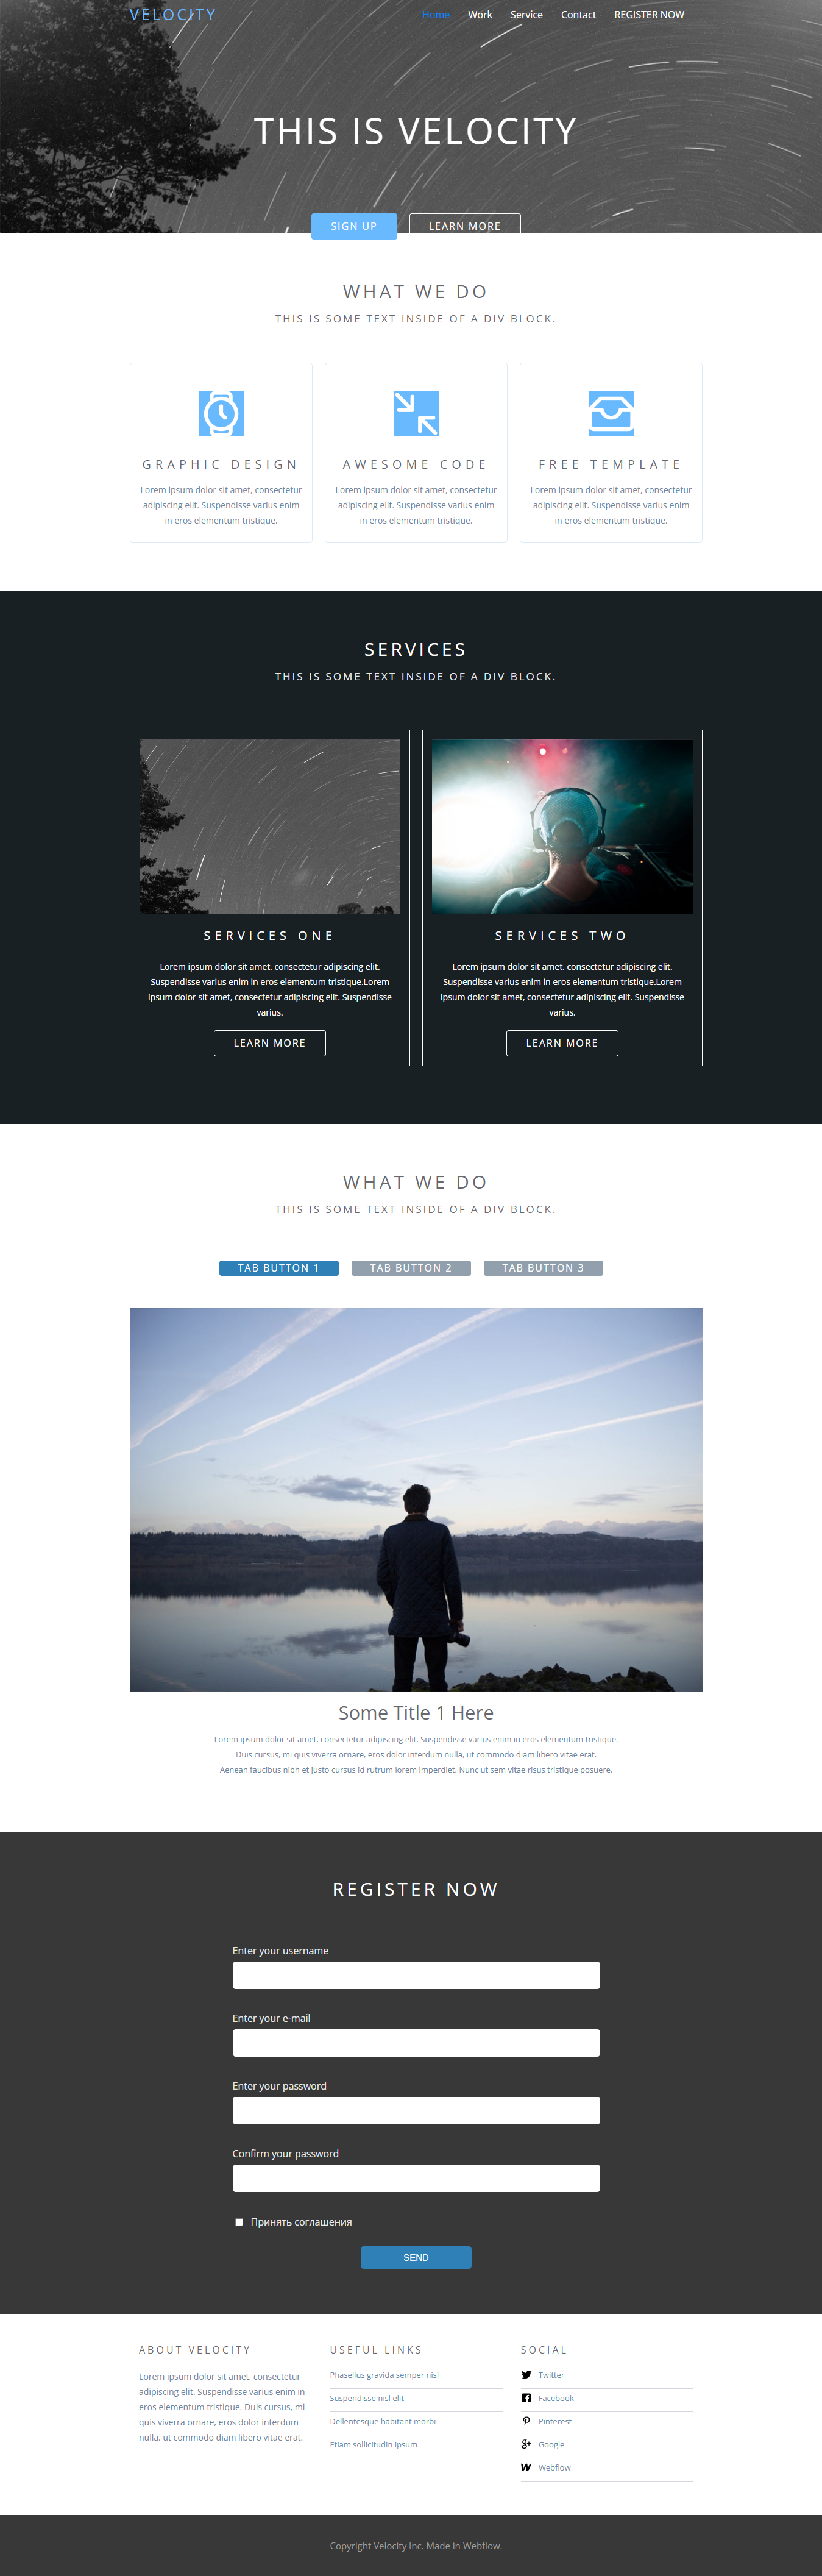 VELOCITY
Home Work Service Contact REGISTER NOW
THIS IS VELOCITY
SIGN UP LEARN MORE
WHAT WE DO
THIS IS SOME TEXT INSIDE OF A DIV BLOCK.
GRAPHIC DESIGN
Lorem ipsum dolor sit amet, consectetur
adipiscing elit. Suspendisse varius enim
in eros elementum tristique.
AWESOME CODE
Lorem ipsum dolor sit amet, consectetur
adipiscing elit. Suspendisse varius enim
in eros elementum tristique.
FREE TEMPLATE
Lorem ipsum dolor sit amet, consectetur
adipiscing elit. Suspendisse varius enim
in eros elementum tristique.
SERVICES
THIS IS SOME TEXT INSIDE OF A DIV BLOCK.
SERVICES ONE
Lorem ipsum dolor sit amet, consectetur adipiscing elit.
Suspendisse varius enim in eros elementum tristique.Lorem
ipsum dolor sit amet, consectetur adipiscing elit. Suspendisse
varius.
LEARN MORE
SERVICES TWO
Lorem ipsum dolor sit amet, consectetur adipiscing elit.
Suspendisse varius enim in eros elementum tristique.Lorem
ipsum dolor sit amet, consectetur adipiscing elit. Suspendisse
varius.
LEARN MORE
WHAT WE DO
THIS IS SOME TEXT INSIDE OF A DIV BLOCK.
TAB BUTTON 1 TAB BUTTON 2 TAB BUTTON 3
Some Title 1 Here
Lorem ipsum dolor sit amet, consectetur adipiscing elit. Suspendisse varius enim in eros elementum tristique.
Duis cursus, mi quis viverra ornare, eros dolor interdum nulla, ut commodo diam libero vitae erat.
Aenean faucibus nibh et justo cursus id rutrum lorem imperdiet. Nunc ut sem vitae risus tristique posuere.
REGISTER NOW
Enter your username
Enter your e-mail
Enter your password
Confirm your password
Принять соглашения
SEND
ABOUT VELOCITY
Lorem ipsum dolor sit amet, consectetur
adipiscing elit. Suspendisse varius enim in
eros elementum tristique. Duis cursus, mi
quis viverra ornare, eros dolor interdum
nulla, ut commodo diam libero vitae erat.
USEFUL LINKS
Phasellus gravida semper nisi
Suspendisse nisl elit
Dellentesque habitant morbi
Etiam sollicitudin ipsum
SOCIAL
Twitter
Facebook
Pinterest
Google
Webflow
Copyright Velocity Inc. Made in Webflow.